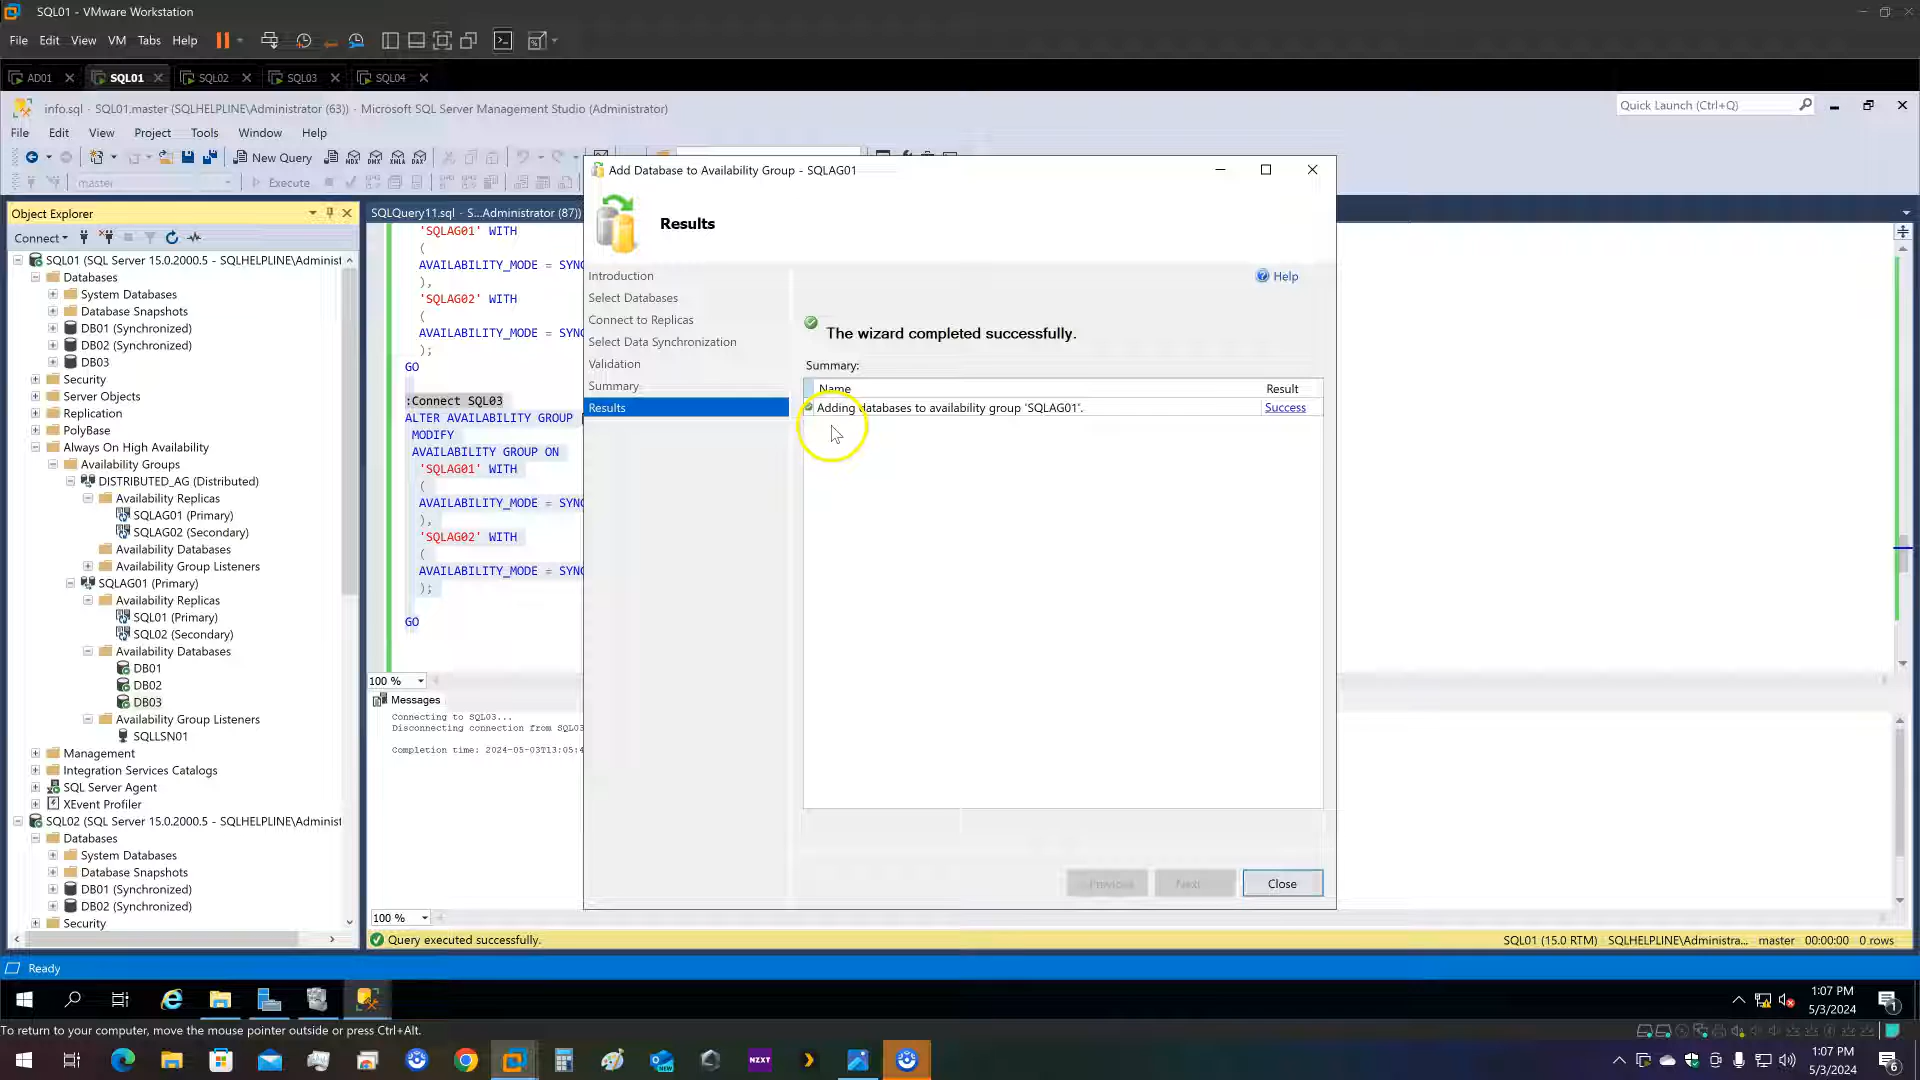 SQL01 - VMware Workstation
File Edit View VM Tabs Help
AD01 SQL01 SQL02 SQL03 SQL04
info.sql - SQL01.master (SQLHELPLINE\Administrator (63)) - Microsoft SQL Server Management Studio (Administrator)
Quick Launch (Ctrl+Q)
File Edit View Project Tools Window Help
New Query
master Execute
Object Explorer
Connect
SQL01 (SQL Server 15.0.2000.5 - SQLHELPLINE\Administ
Databases
System Databases
Database Snapshots
DB01 (Synchronized)
DB02 (Synchronized)
DB03
Security
Server Objects
Replication
PolyBase
Always On High Availability
Availability Groups
DISTRIBUTED_AG (Distributed)
Availability Replicas
SQLAG01 (Primary)
SQLAG02 (Secondary)
Availability Databases
Availability Group Listeners
SQLAG01 (Primary)
Availability Replicas
SQL01 (Primary)
SQL02 (Secondary)
Availability Databases
DB01
DB02
DB03
Availability Group Listeners
SQLLSN01
Management
Integration Services Catalogs
SQL Server Agent
XEvent Profiler
SQL02 (SQL Server 15.0.2000.5 - SQLHELPLINE\Administ
Databases
System Databases
Database Snapshots
DB01 (Synchronized)
DB02 (Synchronized)
Security
SQLQuery11.sql - S...Administrator (87))
'SQLAG01' WITH
(
AVAILABILITY_MODE = SYNC
),
'SQLAG02' WITH
(
AVAILABILITY_MODE = SYNC
);
GO
:Connect SQL03
ALTER AVAILABILITY GROUP
MODIFY
AVAILABILITY GROUP ON
'SQLAG01' WITH
(
AVAILABILITY_MODE = SYNC
),
'SQLAG02' WITH
(
AVAILABILITY_MODE = SYNC
);
GO
100 %
Messages
Connecting to SQL03...
Disconnecting connection from SQL03
Completion time: 2024-05-03T13:05:4
100 %
Add Database to Availability Group - SQLAG01
Results
Introduction
Select Databases
Connect to Replicas
Select Data Synchronization
Validation
Summary
Results
Help
The wizard completed successfully.
Summary:
Name Result
Adding databases to availability group 'SQLAG01'. Success
Previous Next Close
Query executed successfully. SQL01 (15.0 RTM) SQLHELPLINE\Administra... master 00:00:00 0 rows
Ready
1:07 PM
5/3/2024
1
To return to your computer, move the mouse pointer outside or press Ctrl+Alt.
NEW
NZXT
1:07 PM
5/3/2024
6